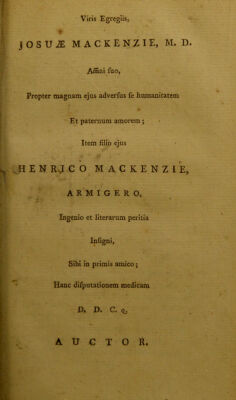 Viris Egregiis,
JOSUÆ MACKENZIE, M. D.
Amico suo,
Propter magnam ejus adversus se humanitatem
Et paternum amorem;
Item filio ejus
HENRICO MACKENZIE,
ARMIGERO,
Ingenio et literarum peritia
Insigni,
Sibi in primis amico;
Hanc disputationem medicam
D. D. C. Q.
AUCTOR.